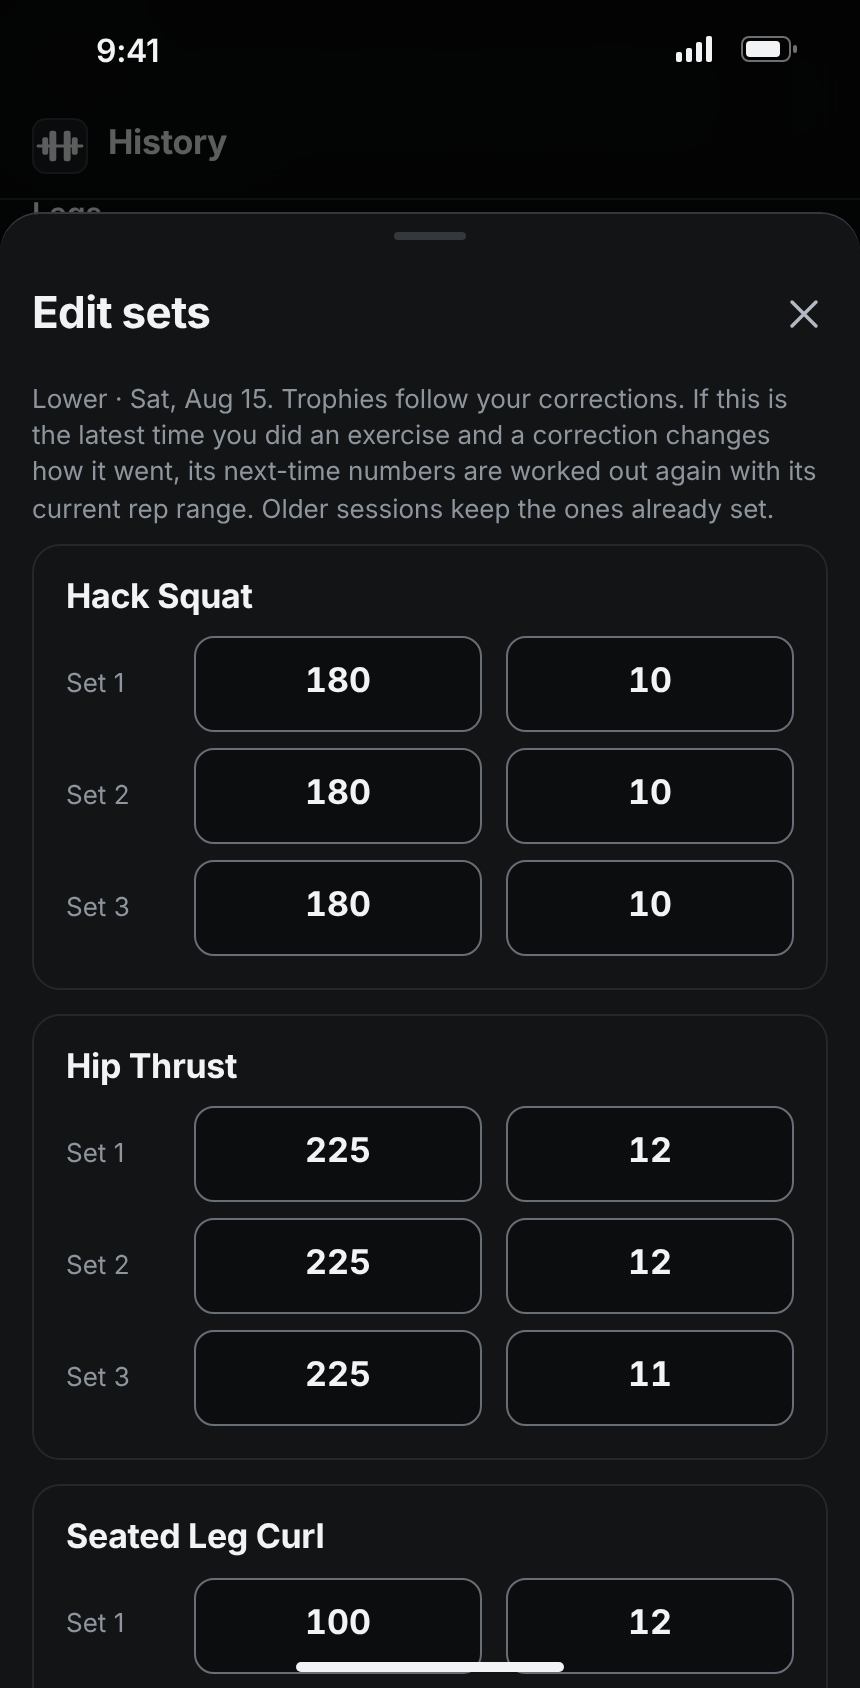 9:41
History
Legs
Edit sets
Lower · Sat, Aug 15. Trophies follow your corrections. If this is
the latest time you did an exercise and a correction changes
how it went, its next-time numbers are worked out again with its
current rep range. Older sessions keep the ones already set.
Hack Squat
Set 1 180 10
Set 2 180 10
Set 3 180 10
Hip Thrust
Set 1 225 12
Set 2 225 12
Set 3 225 11
Seated Leg Curl
Set 1 100 12